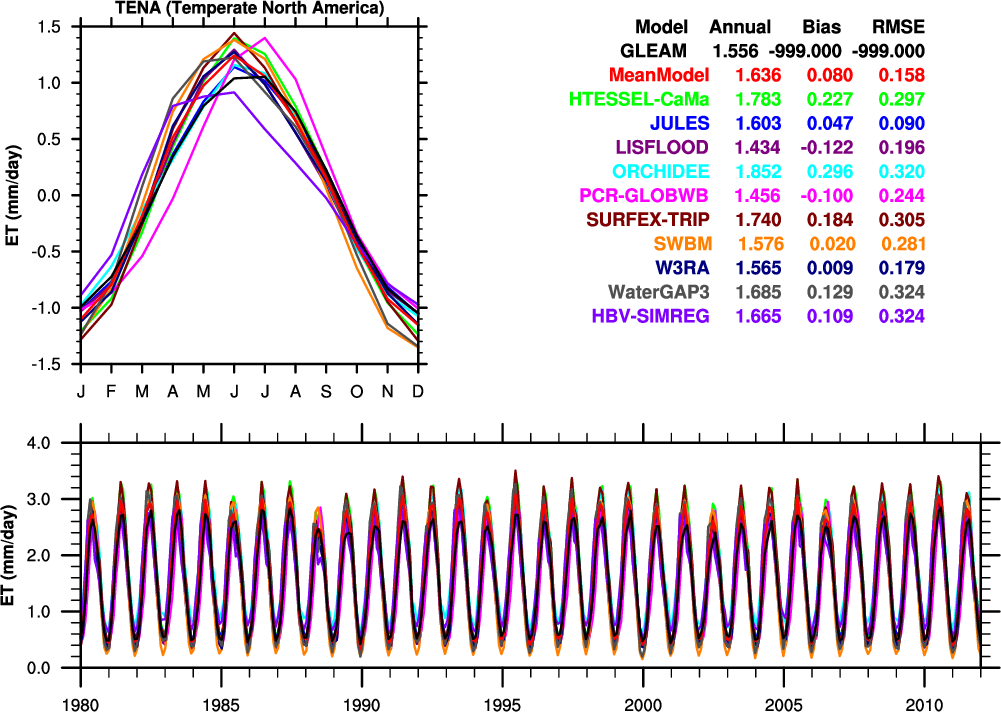 TENA (Temperate North America)
1.5
1.0
0.5
0.0
-0.5
-1.0
-1.5
ET (mm/day)
J F M A M J J A S O N D
Model Annual Bias RMSE
GLEAM 1.556 -999.000 -999.000
MeanModel 1.636 0.080 0.158
HTESSEL-CaMa 1.783 0.227 0.297
JULES 1.603 0.047 0.090
LISFLOOD 1.434 -0.122 0.196
ORCHIDEE 1.852 0.296 0.320
PCR-GLOBWB 1.456 -0.100 0.244
SURFEX-TRIP 1.740 0.184 0.305
SWBM 1.576 0.020 0.281
W3RA 1.565 0.009 0.179
WaterGAP3 1.685 0.129 0.324
HBV-SIMREG 1.665 0.109 0.324
4.0
3.0
2.0
1.0
0.0
ET (mm/day)
1980 1985 1990 1995 2000 2005 2010